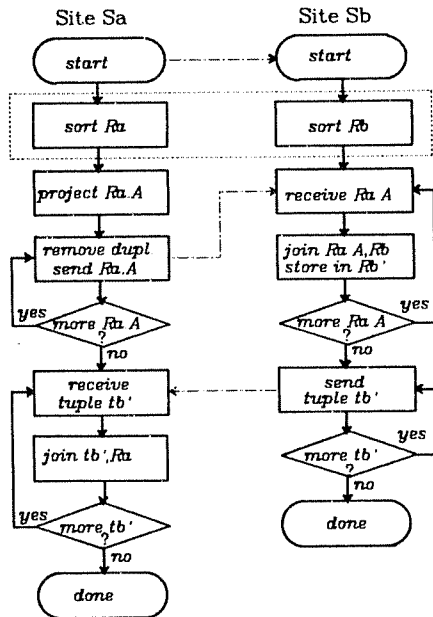 Site Sa
Site Sb
start
start
sort Ra
sort Rb
project Ra.A
receive Ra A
remove dupl
send Ra.A
join Ra A,Rb
store in Rb'
yes
more Ra A
?
no
yes
more Ra A
?
no
receive
tuple tb'
send
tuple tb'
join tb',Ra
yes
more tb'
?
no
yes
more tb'
?
no
done
done